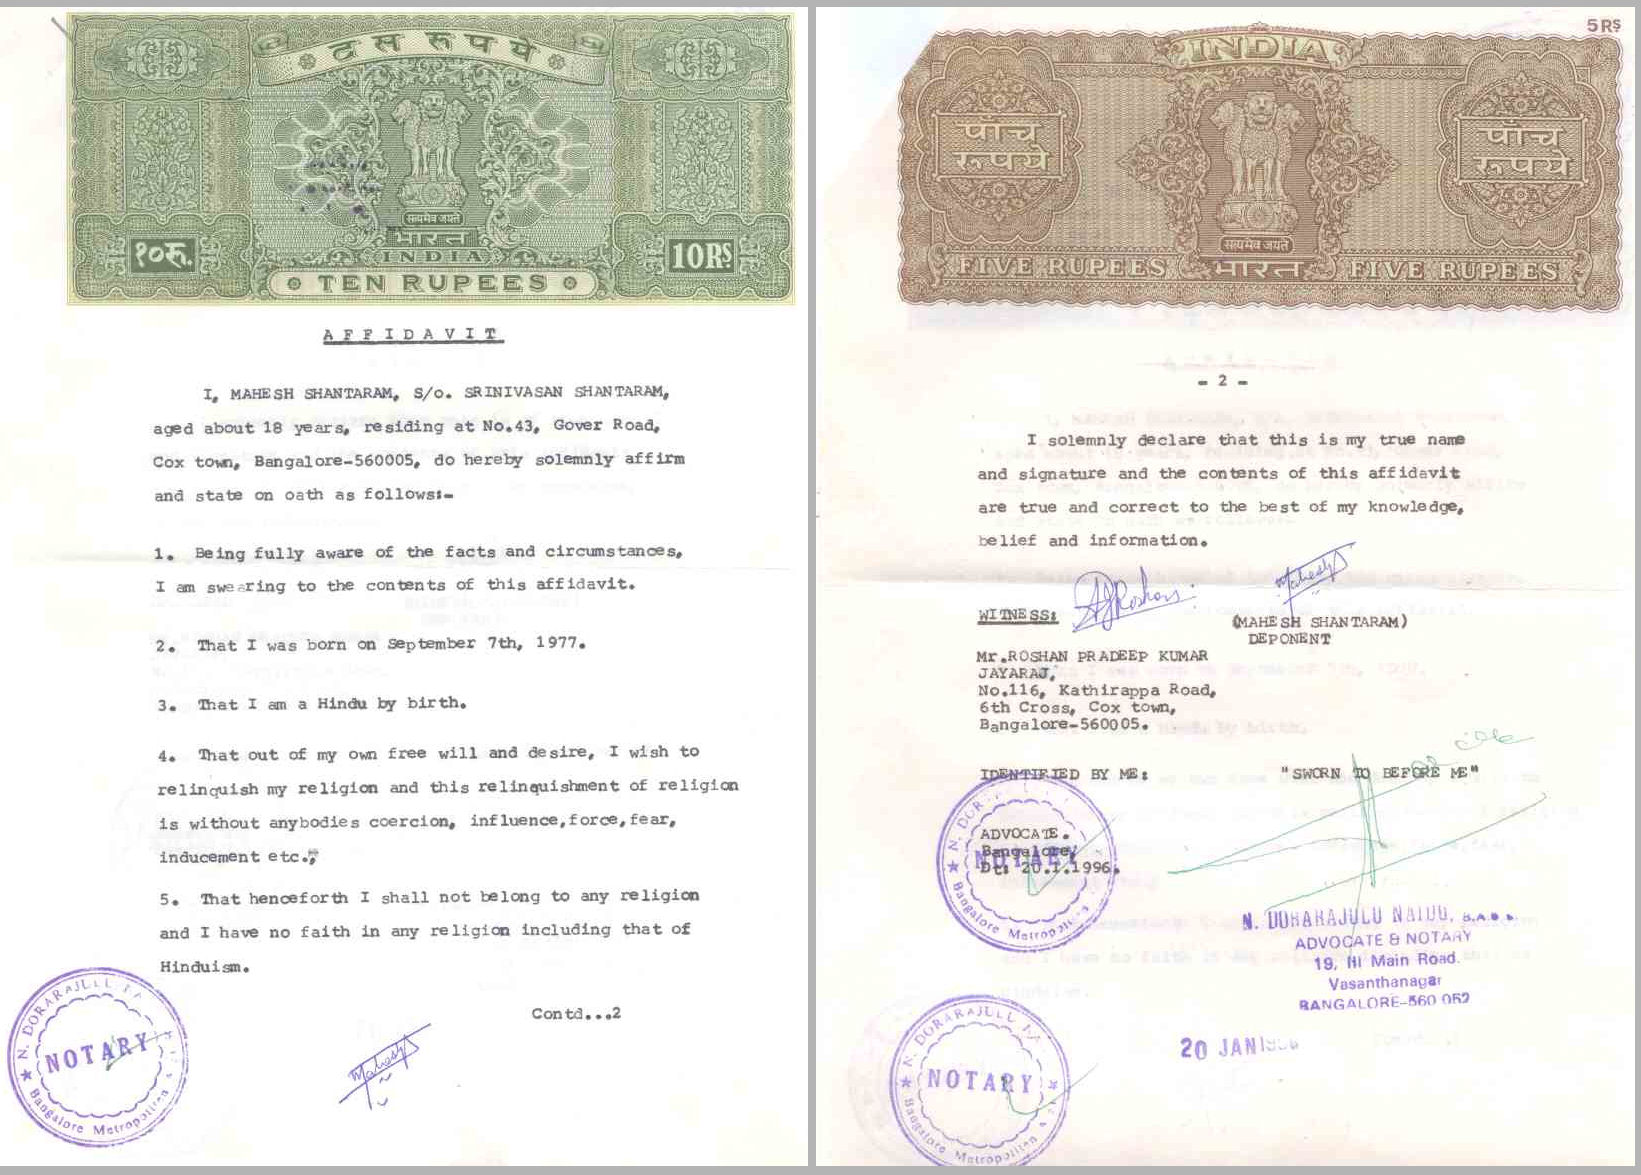 दस रुपये
सत्यमेव जयते
भारत
INDIA
१०रु.
10RS
TEN RUPEES
AFFIDAVIT
I, MAHESH SHANTARAM, S/o. SRINIVASAN SHANTARAM,
aged about 18 years, residing at No.43, Gover Road,
Cox town, Bangalore-560005, do hereby solemnly affirm
and state on oath as follows:-
1. Being fully aware of the facts and circumstances,
I am swearing to the contents of this affidavit.
2. That I was born on September 7th, 1977.
3. That I am a Hindu by birth.
4. That out of my own free will and desire, I wish to
relinquish my religion and this relinquishment of religion
is without anybodies coercion, influence,force,fear,
inducement etc.,
5. That henceforth I shall not belong to any religion
and I have no faith in any religion including that of
Hinduism.
Contd...2
Mahesh
N. DORARAJUL
NOTARY
Bangalore Metropolitan
5 RS
INDIA
पाँच
रूपये
पाँच
रूपये
सत्यमेव जयते
FIVE RUPEES
भारत
FIVE RUPEES
- 2 -
I solemnly declare that this is my true name
and signature and the contents of this affidavit
are true and correct to the best of my knowledge,
belief and information.
Mahesh
WITNESS:
Roshan
(MAHESH SHANTARAM)
DEPONENT
Mr.ROSHAN PRADEEP KUMAR
JAYARAJ,
No.116, Kathirappa Road,
6th Cross, Cox town,
Bangalore-560005.
IDENTIFIED BY ME:
"SWORN TO BEFORE ME"
ADVOCATE.
Bangalore,
Dt: 20.1.1996.
N. DORA
NOTARY
Bangalore Metropolitan
N. DORARAJULU NAIDU, B.A.B.L.
ADVOCATE & NOTARY
19, III Main Road.
Vasanthanagar
BANGALORE-560 052
20 JAN 1996
N. DORARAJUL
NOTARY
Bangalore Metropolitan